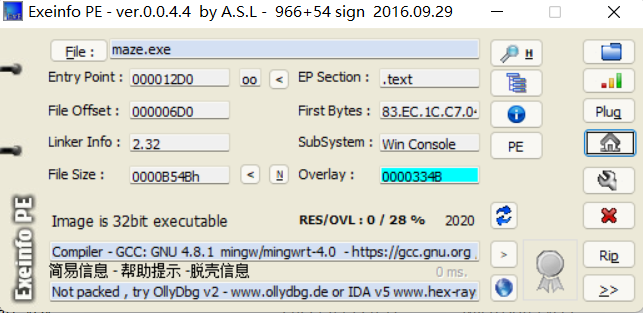 Exeinfo PE - ver.0.0.4.4 by A.S.L - 966+54 sign 2016.09.29
File : maze.exe H
Entry Point : 000012D0 oo < EP Section : .text
File Offset : 000006D0 First Bytes : 83.EC.1C.C7.0 Plug
Linker Info : 2.32 SubSystem : Win Console PE
File Size : 0000B54Bh < N Overlay : 0000334B
Image is 32bit executable RES/OVL : 0 / 28 % 2020
Compiler - GCC: GNU 4.8.1 mingw/mingwrt-4.0 - https://gcc.gnu.org > Rip
简易信息 - 帮助提示 -脱壳信息 0 ms.
Not packed , try OllyDbg v2 - www.ollydbg.de or IDA v5 www.hex-ray >>
Exeinfo PE